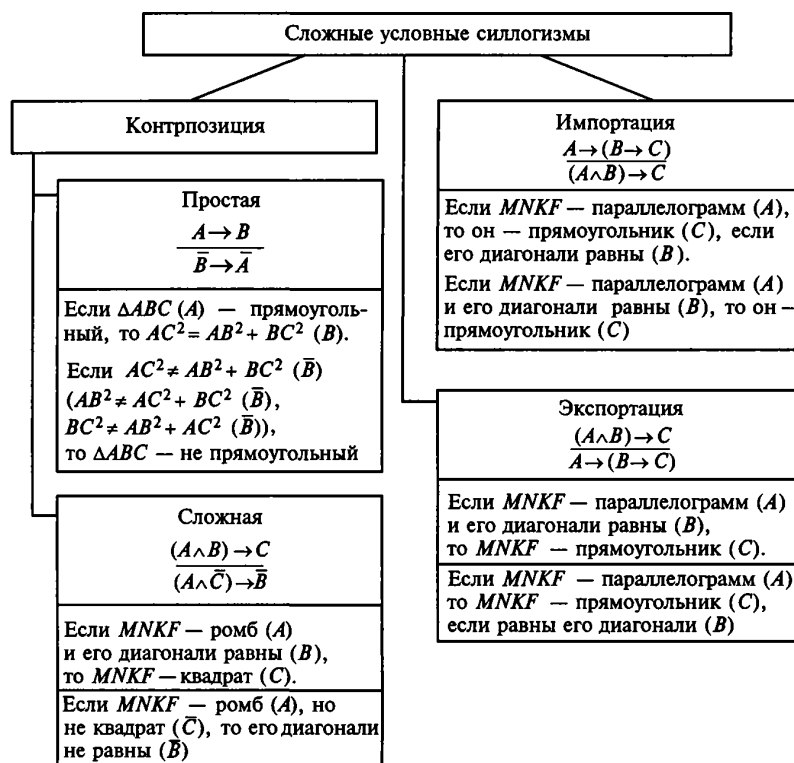 Сложные условные силлогизмы
Контрпозиция
Простая
A → B
B̅ → A̅
Если ΔABC (A) — прямоуголь-
ный, то AC² = AB² + BC² (B).
Если AC² ≠ AB² + BC² (B̅)
(AB² ≠ AC² + BC² (B̅),
BC² ≠ AB² + AC² (B̅)),
то ΔABC — не прямоугольный
Сложная
(A∧B) → C
(A∧C̅) → B̅
Если MNKF — ромб (A)
и его диагонали равны (B),
то MNKF — квадрат (C).
Если MNKF — ромб (A), но
не квадрат (C̅), то его диагонали
не равны (B̅)
Импортация
A → (B → C)
(A∧B) → C
Если MNKF — параллелограмм (A),
то он — прямоугольник (C), если
его диагонали равны (B).
Если MNKF — параллелограмм (A)
и его диагонали равны (B), то он —
прямоугольник (C)
Экспортация
(A∧B) → C
A → (B → C)
Если MNKF — параллелограмм (A)
и его диагонали равны (B),
то MNKF — прямоугольник (C).
Если MNKF — параллелограмм (A)
то MNKF — прямоугольник (C),
если равны его диагонали (B)